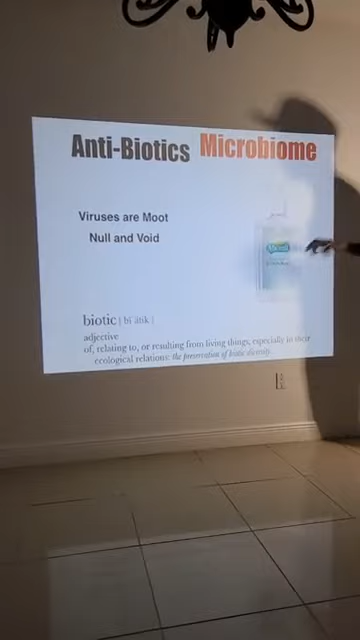 Anti-Biotics Microbiome
Viruses are Moot
Null and Void
biotic | bīˈätik |
adjective
of, relating to, or resulting from living things, especially in their
ecological relations: the preservation of biotic diversity.